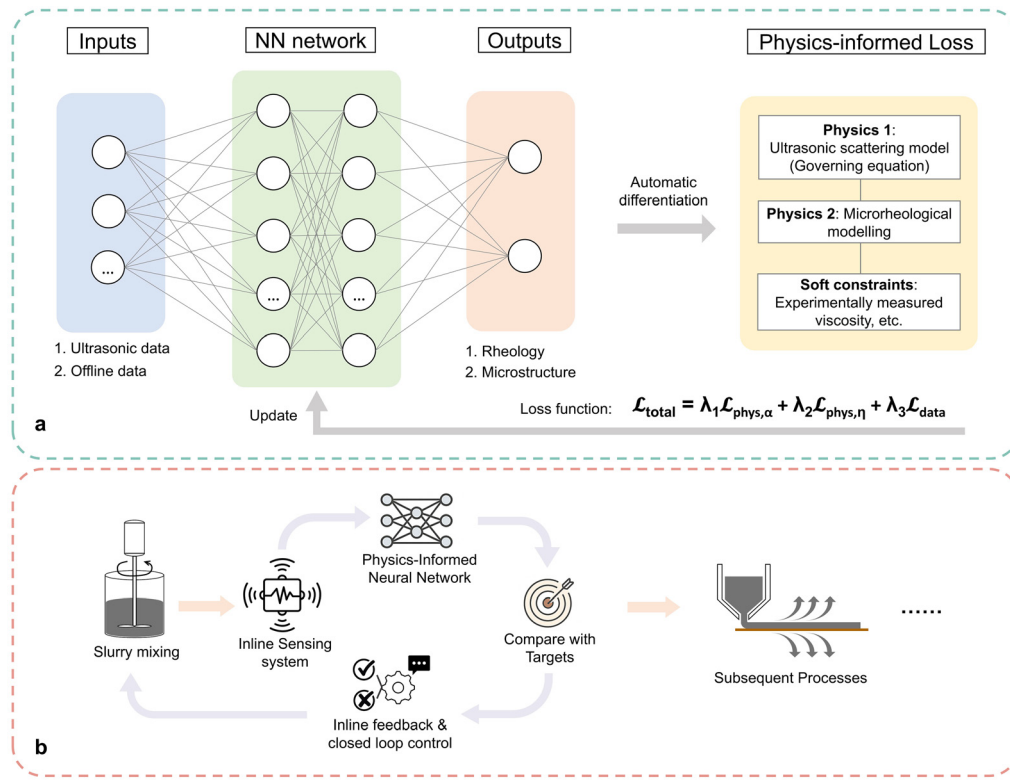 Inputs
NN network
Outputs
Physics-informed Loss
...
...
...
1. Ultrasonic data
2. Offline data
1. Rheology
2. Microstructure
Automatic
differentiation
Physics 1:
Ultrasonic scattering model
(Governing equation)
Physics 2: Microrheological
modelling
Soft constraints:
Experimentally measured
viscosity, etc.
Update
Loss function: ℒtotal = λ1ℒphys,α + λ2ℒphys,η + λ3ℒdata
a
Slurry mixing
Inline Sensing
system
Physics-Informed
Neural Network
Compare with
Targets
Inline feedback &
closed loop control
Subsequent Processes
......
b